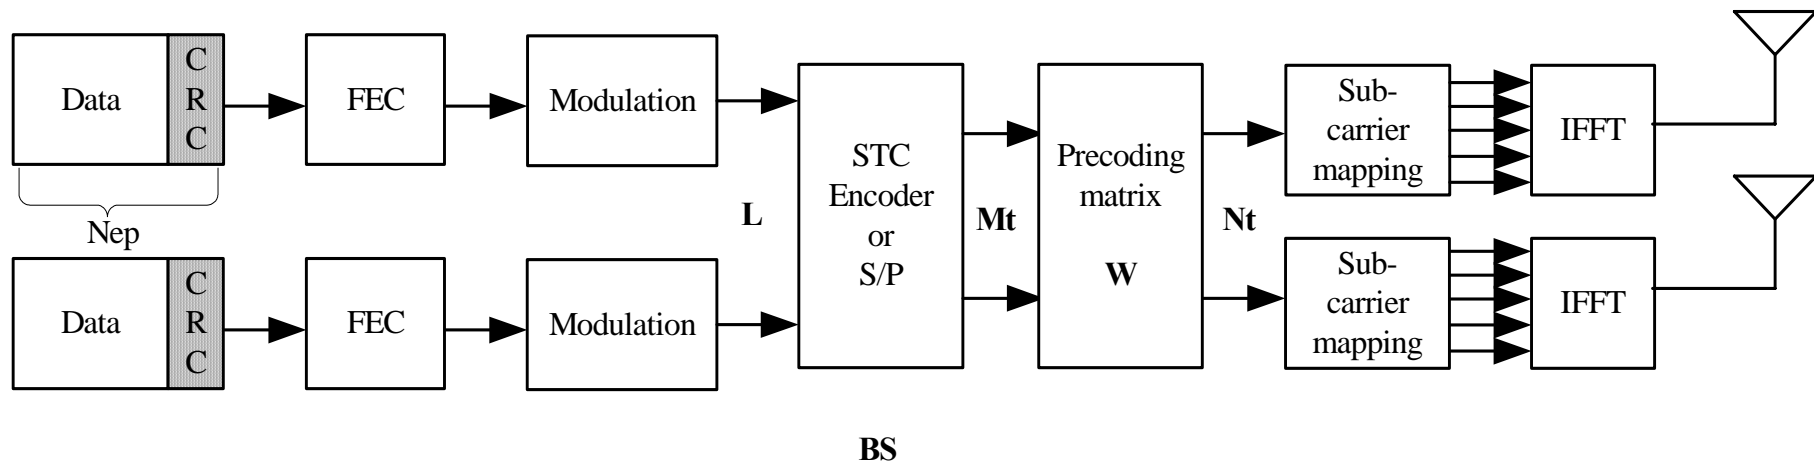 Data
C
R
C
FEC
Modulation
Nep
Data
C
R
C
FEC
Modulation
L
STC
Encoder
or
S/P
Mt
Precoding
matrix
W
Nt
Sub-
carrier
mapping
IFFT
Sub-
carrier
mapping
IFFT
BS